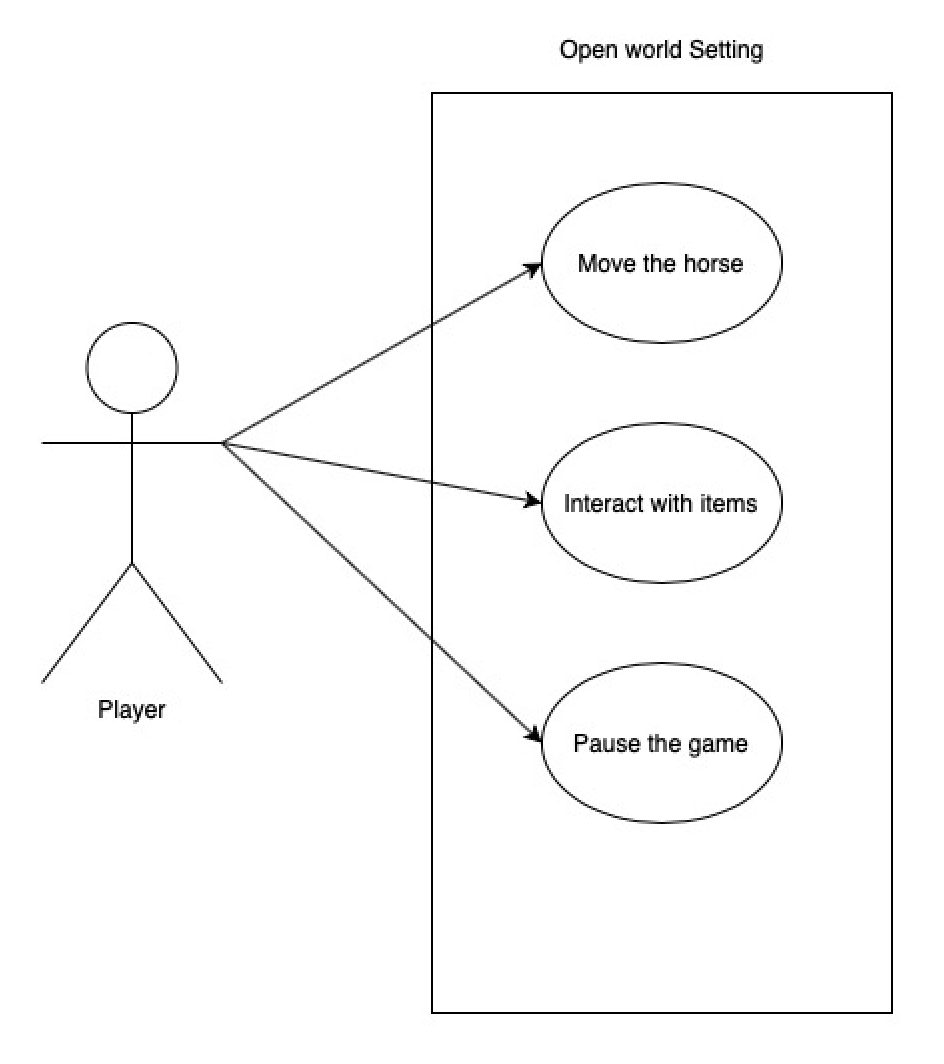 Open world Setting
Move the horse
Interact with items
Pause the game
Player